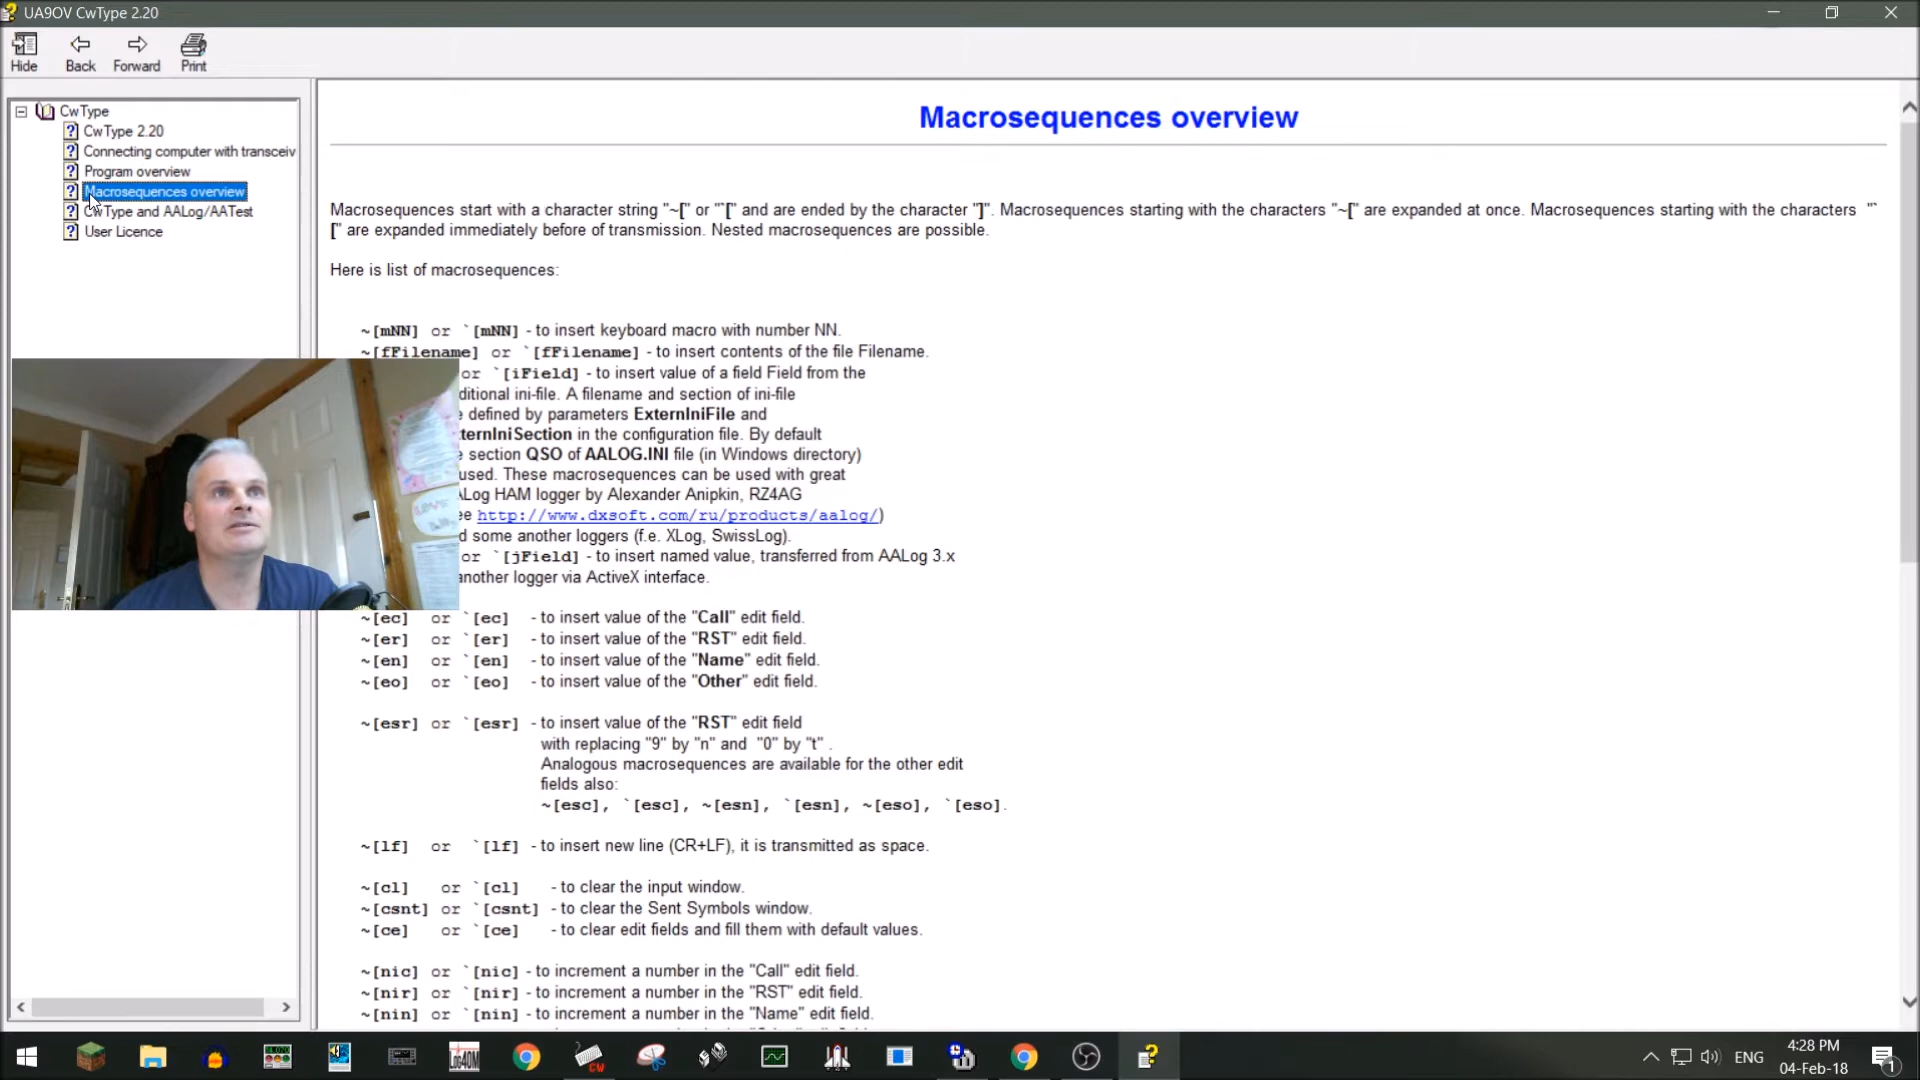 UA9OV CwType 2.20
Hide
Back
Forward
Print
CwType
CwType 2.20
Connecting computer with transceiv
Program overview
Macrosequences overview
CwType and AALog/AATest
User Licence
Macrosequences overview
Macrosequences start with a character string "~[" or "`[" and are ended by the character "]". Macrosequences starting with the characters "~[" are expanded at once. Macrosequences starting with the characters "`
[" are expanded immediately before of transmission. Nested macrosequences are possible.
Here is list of macrosequences:
~[mNN] or `[mNN] - to insert keyboard macro with number NN.
~[fFilename] or `[fFilename] - to insert contents of the file Filename.
or `[iField] - to insert value of a field Field from the
ditional ini-file. A filename and section of ini-file
e defined by parameters ExternIniFile and
ternIniSection in the configuration file. By default
e section QSO of AALOG.INI file (in Windows directory)
used. These macrosequences can be used with great
ALog HAM logger by Alexander Anipkin, RZ4AG
ee http://www.dxsoft.com/ru/products/aalog/)
d some another loggers (f.e. XLog, SwissLog).
or `[jField] - to insert named value, transferred from AALog 3.x
another logger via ActiveX interface.
~[ec] or `[ec] - to insert value of the "Call" edit field.
~[er] or `[er] - to insert value of the "RST" edit field.
~[en] or `[en] - to insert value of the "Name" edit field.
~[eo] or `[eo] - to insert value of the "Other" edit field.
~[esr] or `[esr] - to insert value of the "RST" edit field
with replacing "9" by "n" and "0" by "t" .
Analogous macrosequences are available for the other edit
fields also:
~[esc], `[esc], ~[esn], `[esn], ~[eso], `[eso].
~[lf] or `[lf] - to insert new line (CR+LF), it is transmitted as space.
~[cl] or `[cl] - to clear the input window.
~[csnt] or `[csnt] - to clear the Sent Symbols window.
~[ce] or `[ce] - to clear edit fields and fill them with default values.
~[nic] or `[nic] - to increment a number in the "Call" edit field.
~[nir] or `[nir] - to increment a number in the "RST" edit field.
~[nin] or `[nin] - to increment a number in the "Name" edit field.
LOG4OM
CW
ENG
4:28 PM
04-Feb-18
1